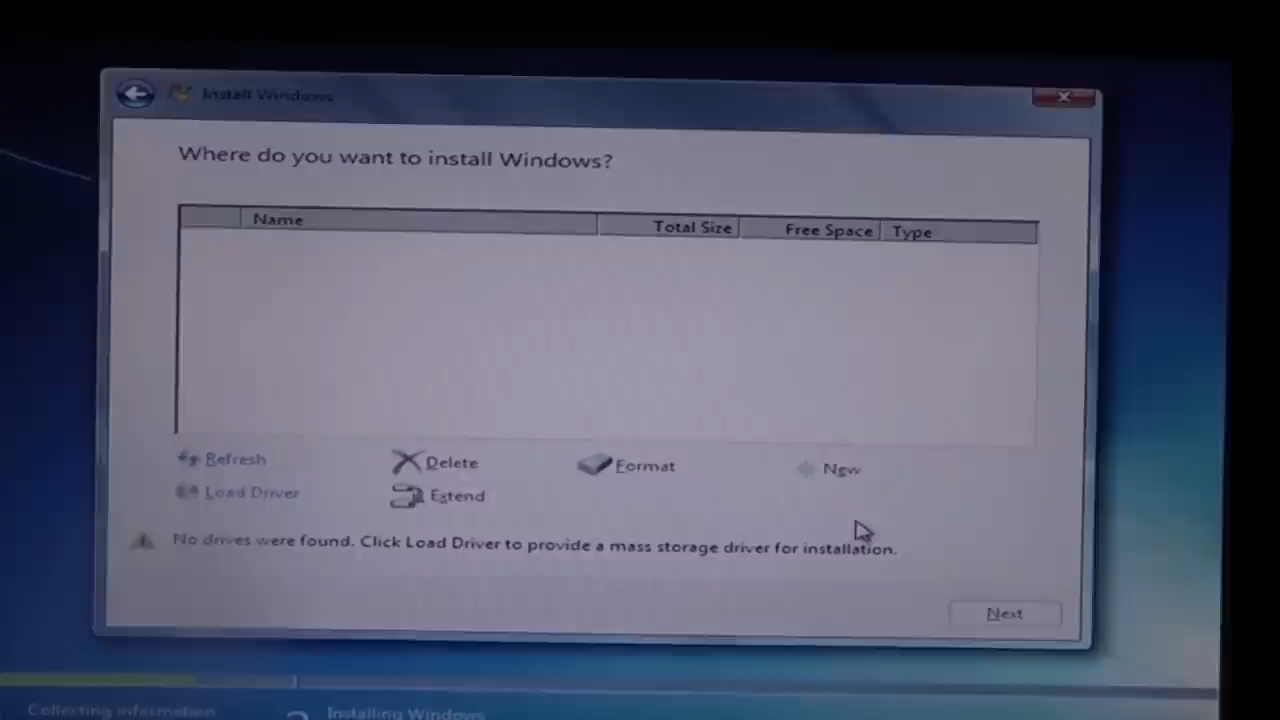 Install Windows
Where do you want to install Windows?
Name Total Size Free Space Type
Refresh Delete Format New
Load Driver Extend
No drives were found. Click Load Driver to provide a mass storage driver for installation.
Next
Collecting information Installing Windows